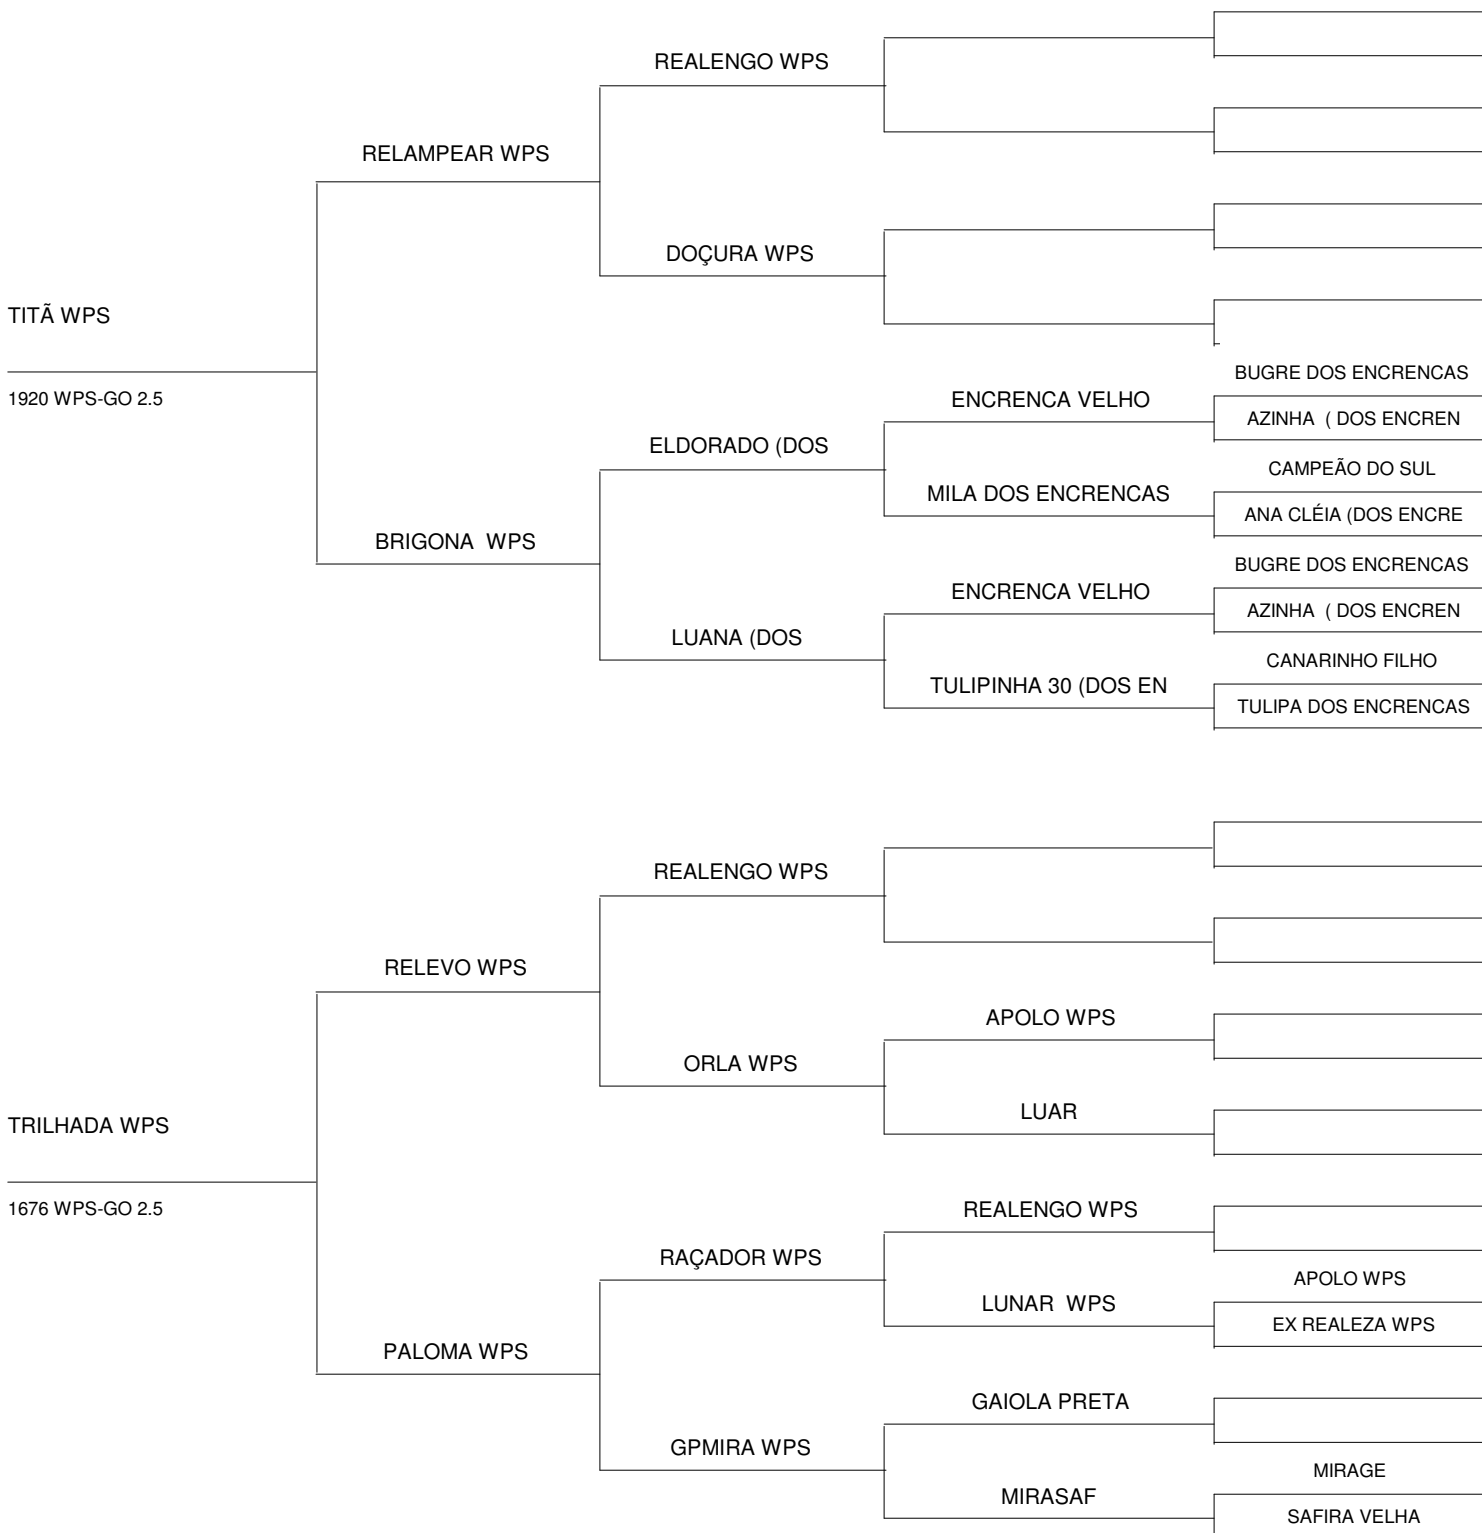 REALENGO WPS
RELAMPEAR WPS
DOÇURA WPS
TITÃ WPS
1920 WPS-GO 2.5
BUGRE DOS ENCRENCAS
ENCRENCA VELHO
AZINHA ( DOS ENCREN
ELDORADO (DOS
CAMPEÃO DO SUL
MILA DOS ENCRENCAS
ANA CLÉIA (DOS ENCRE
BRIGONA WPS
BUGRE DOS ENCRENCAS
ENCRENCA VELHO
AZINHA ( DOS ENCREN
LUANA (DOS
CANARINHO FILHO
TULIPINHA 30 (DOS EN
TULIPA DOS ENCRENCAS
REALENGO WPS
RELEVO WPS
APOLO WPS
ORLA WPS
LUAR
TRILHADA WPS
1676 WPS-GO 2.5
REALENGO WPS
RAÇADOR WPS
APOLO WPS
LUNAR WPS
EX REALEZA WPS
PALOMA WPS
GAIOLA PRETA
GPMIRA WPS
MIRAGE
MIRASAF
SAFIRA VELHA